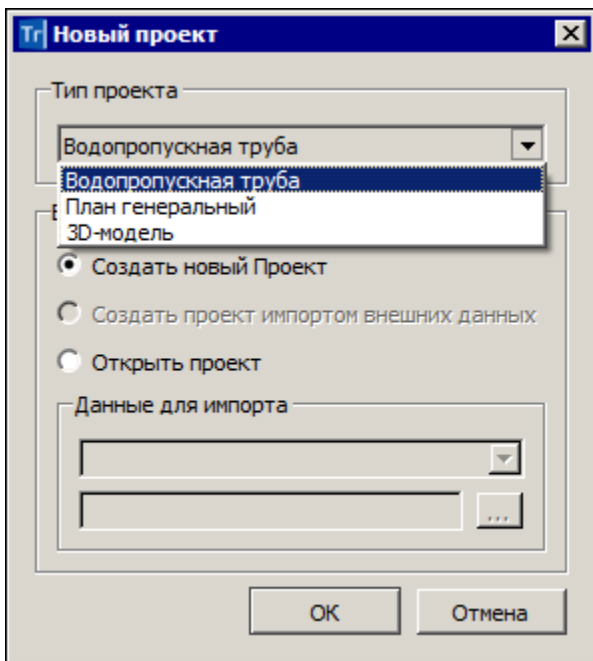 Tr Новый проект
Тип проекта
Водопропускная труба
Водопропускная труба
План генеральный
3D-модель
Создать новый Проект
Создать проект импортом внешних данных
Открыть проект
Данные для импорта
...
ОК
Отмена